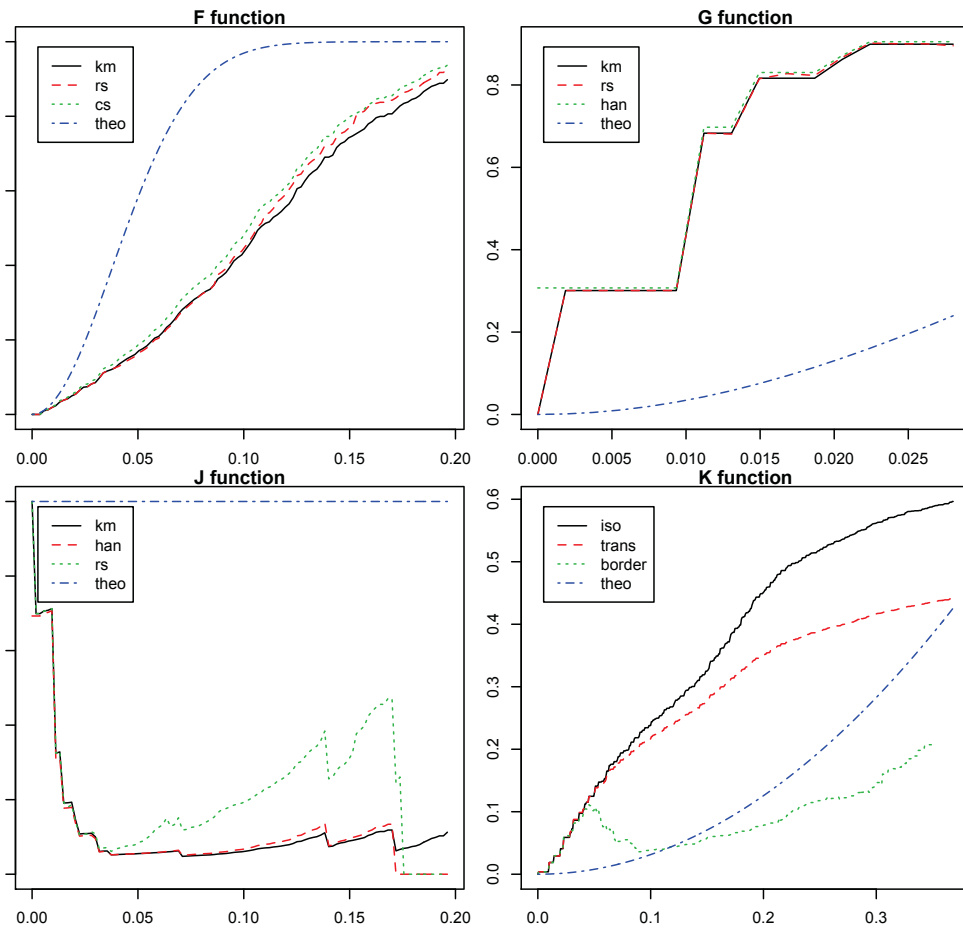 F function
km
rs
cs
theo
0.00 0.05 0.10 0.15 0.20
G function
km
rs
han
theo
0.0 0.2 0.4 0.6 0.8
0.000 0.005 0.010 0.015 0.020 0.025
J function
km
han
rs
theo
0.00 0.05 0.10 0.15 0.20
K function
iso
trans
border
theo
0.0 0.1 0.2 0.3 0.4 0.5 0.6
0.0 0.1 0.2 0.3